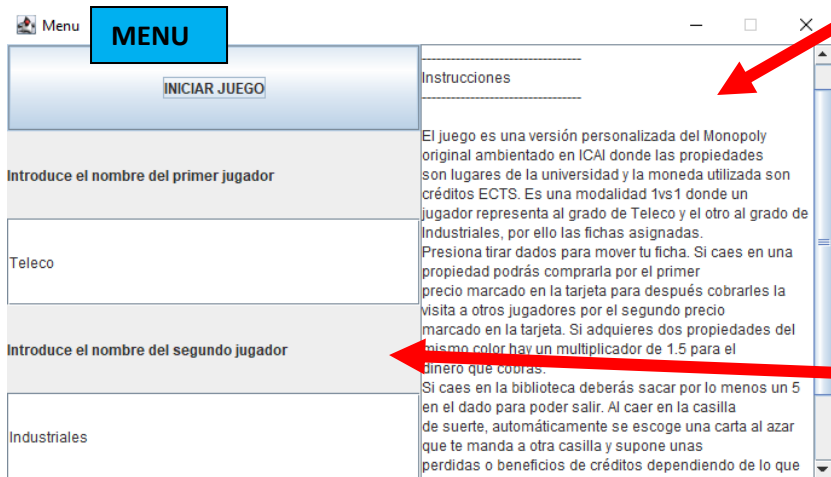 Menu
MENU
INICIAR JUEGO
Introduce el nombre del primer jugador
Teleco
Introduce el nombre del segundo jugador
Industriales
--------------------------------
Instrucciones
--------------------------------
El juego es una versión personalizada del Monopoly
original ambientado en ICAI donde las propiedades
son lugares de la universidad y la moneda utilizada son
créditos ECTS. Es una modalidad 1vs1 donde un
jugador representa al grado de Teleco y el otro al grado de
Industriales, por ello las fichas asignadas.
Presiona tirar dados para mover tu ficha. Si caes en una
propiedad podrás comprarla por el primer
precio marcado en la tarjeta para después cobrarles la
visita a otros jugadores por el segundo precio
marcado en la tarjeta. Si adquieres dos propiedades del
mismo color hay un multiplicador de 1.5 para el
dinero que cobras.
Si caes en la biblioteca deberás sacar por lo menos un 5
en el dado para poder salir. Al caer en la casilla
de suerte, automáticamente se escoge una carta al azar
que te manda a otra casilla y supone unas
perdidas o beneficios de créditos dependiendo de lo que